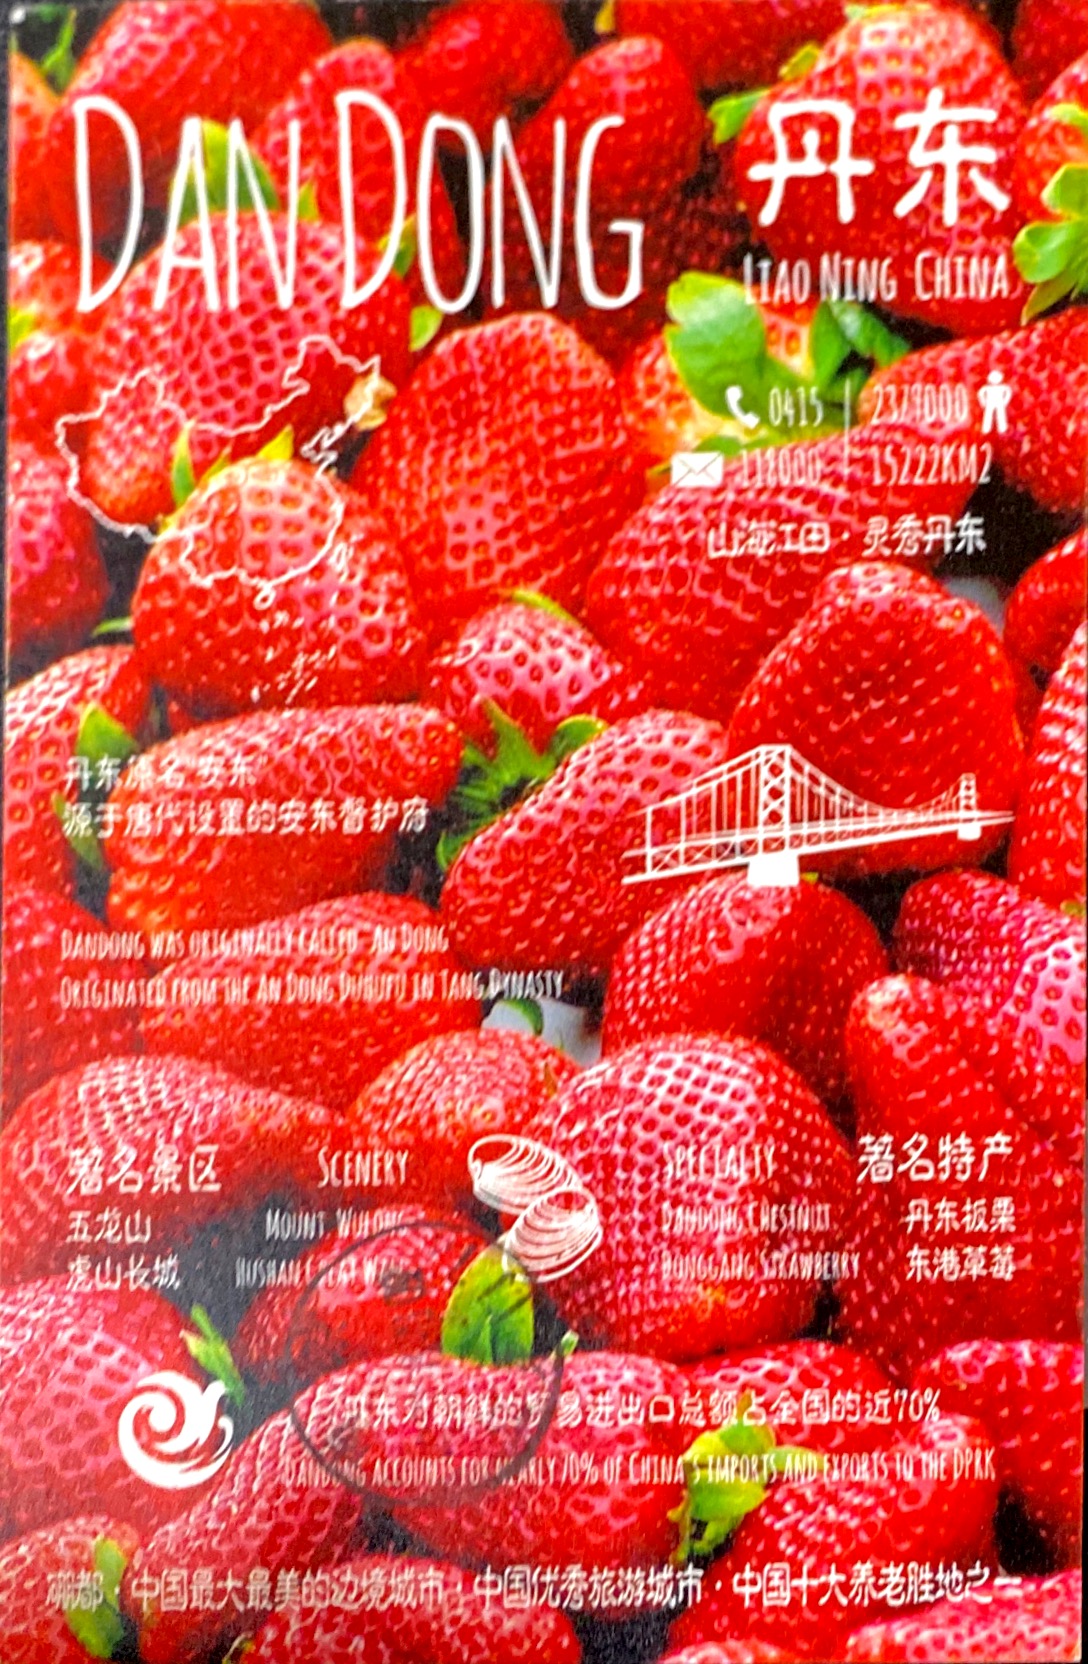 DAN DONG
丹东
LIAO NING CHINA
0415 2379000
118000 15222KM2
山海江田·灵秀丹东
丹东原名“安东”
源于唐代设置的安东督护府
DANDONG WAS ORIGINALLY CALLED "AN DONG
ORIGINATED FROM THE AN DONG DUHUFU IN TANG DYNASTY
著名景区 SCENERY
五龙山 MOUNT WULONG
虎山长城 HUSHAN GREAT
SPECIALTY 著名特产
DANDONG CHESTNUT 丹东板栗
DONGGANG STRAWBERRY 东港草莓
丹东对朝鲜的贸易进出口总额占全国的近70%
DANDONG ACCOUNTS FOR NEARLY 70% OF CHINA'S IMPORTS AND EXPORTS TO THE DPRK
硼都·中国最大最美的边境城市·中国优秀旅游城市·中国十大养老胜地之一